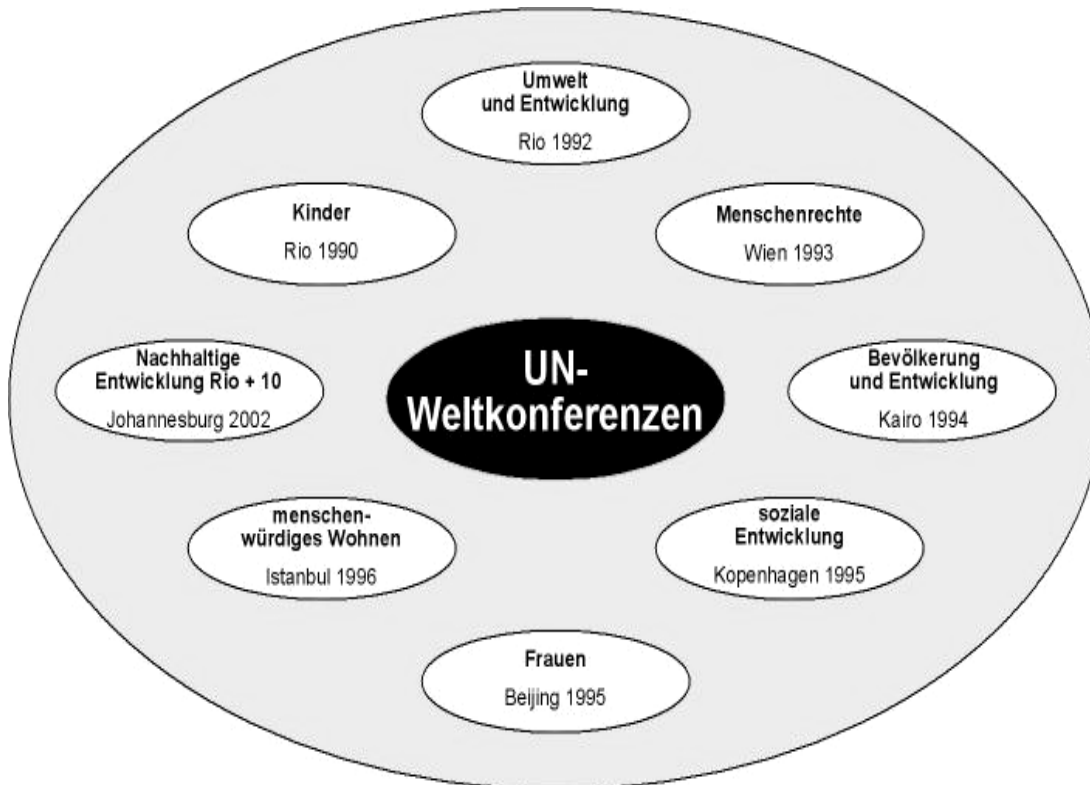 Umwelt
und Entwicklung
Rio 1992
Kinder
Rio 1990
Menschenrechte
Wien 1993
Nachhaltige
Entwicklung Rio + 10
Johannesburg 2002
UN-
Weltkonferenzen
Bevölkerung
und Entwicklung
Kairo 1994
menschen-
würdiges Wohnen
Istanbul 1996
soziale
Entwicklung
Kopenhagen 1995
Frauen
Beijing 1995